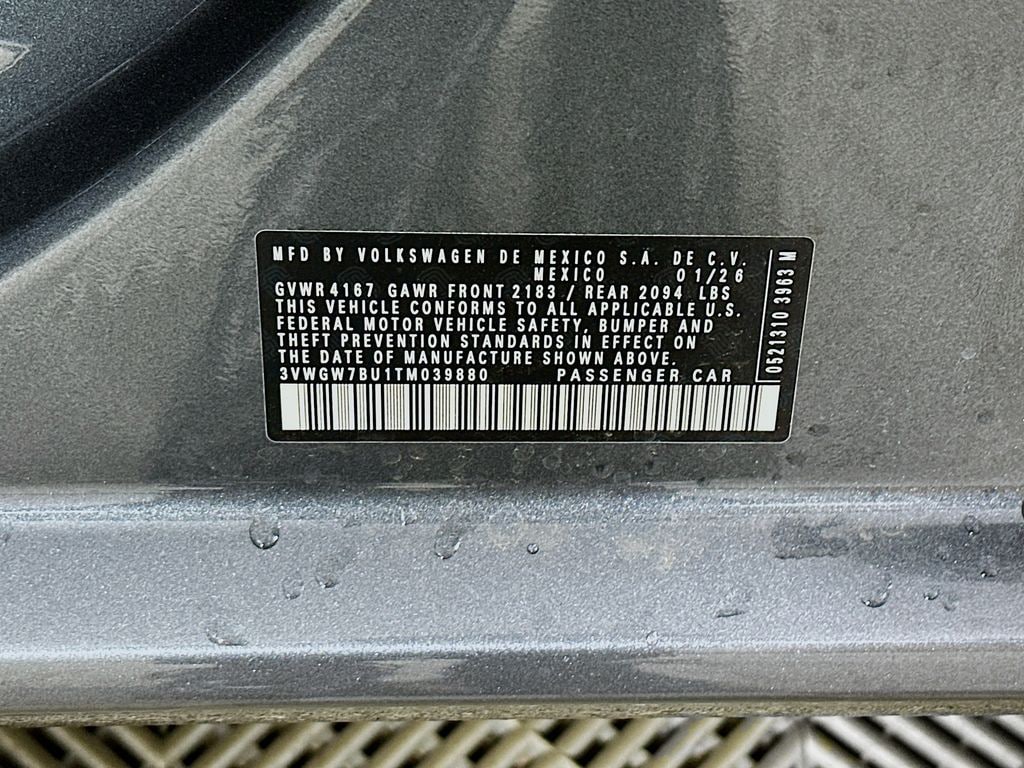 MFD BY VOLKSWAGEN DE MEXICO S.A. DE C.V.
MEXICO 01/26
GVWR 4167 GAWR FRONT 2183 / REAR 2094 LBS
THIS VEHICLE CONFORMS TO ALL APPLICABLE U.S.
FEDERAL MOTOR VEHICLE SAFETY, BUMPER AND
THEFT PREVENTION STANDARDS IN EFFECT ON
THE DATE OF MANUFACTURE SHOWN ABOVE.
3VWGW7BU1TM039880 PASSENGER CAR
0521310 3963 M